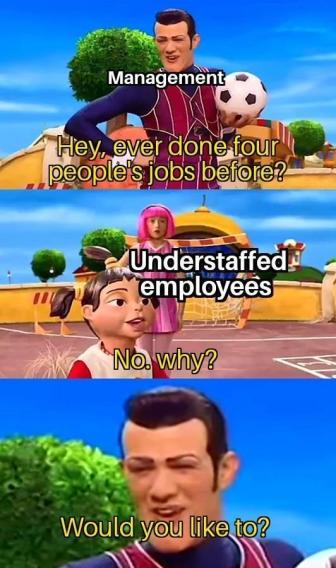 Management
Hey, ever done four
people's jobs before?
Understaffed
employees
No. why?
Would you like to?